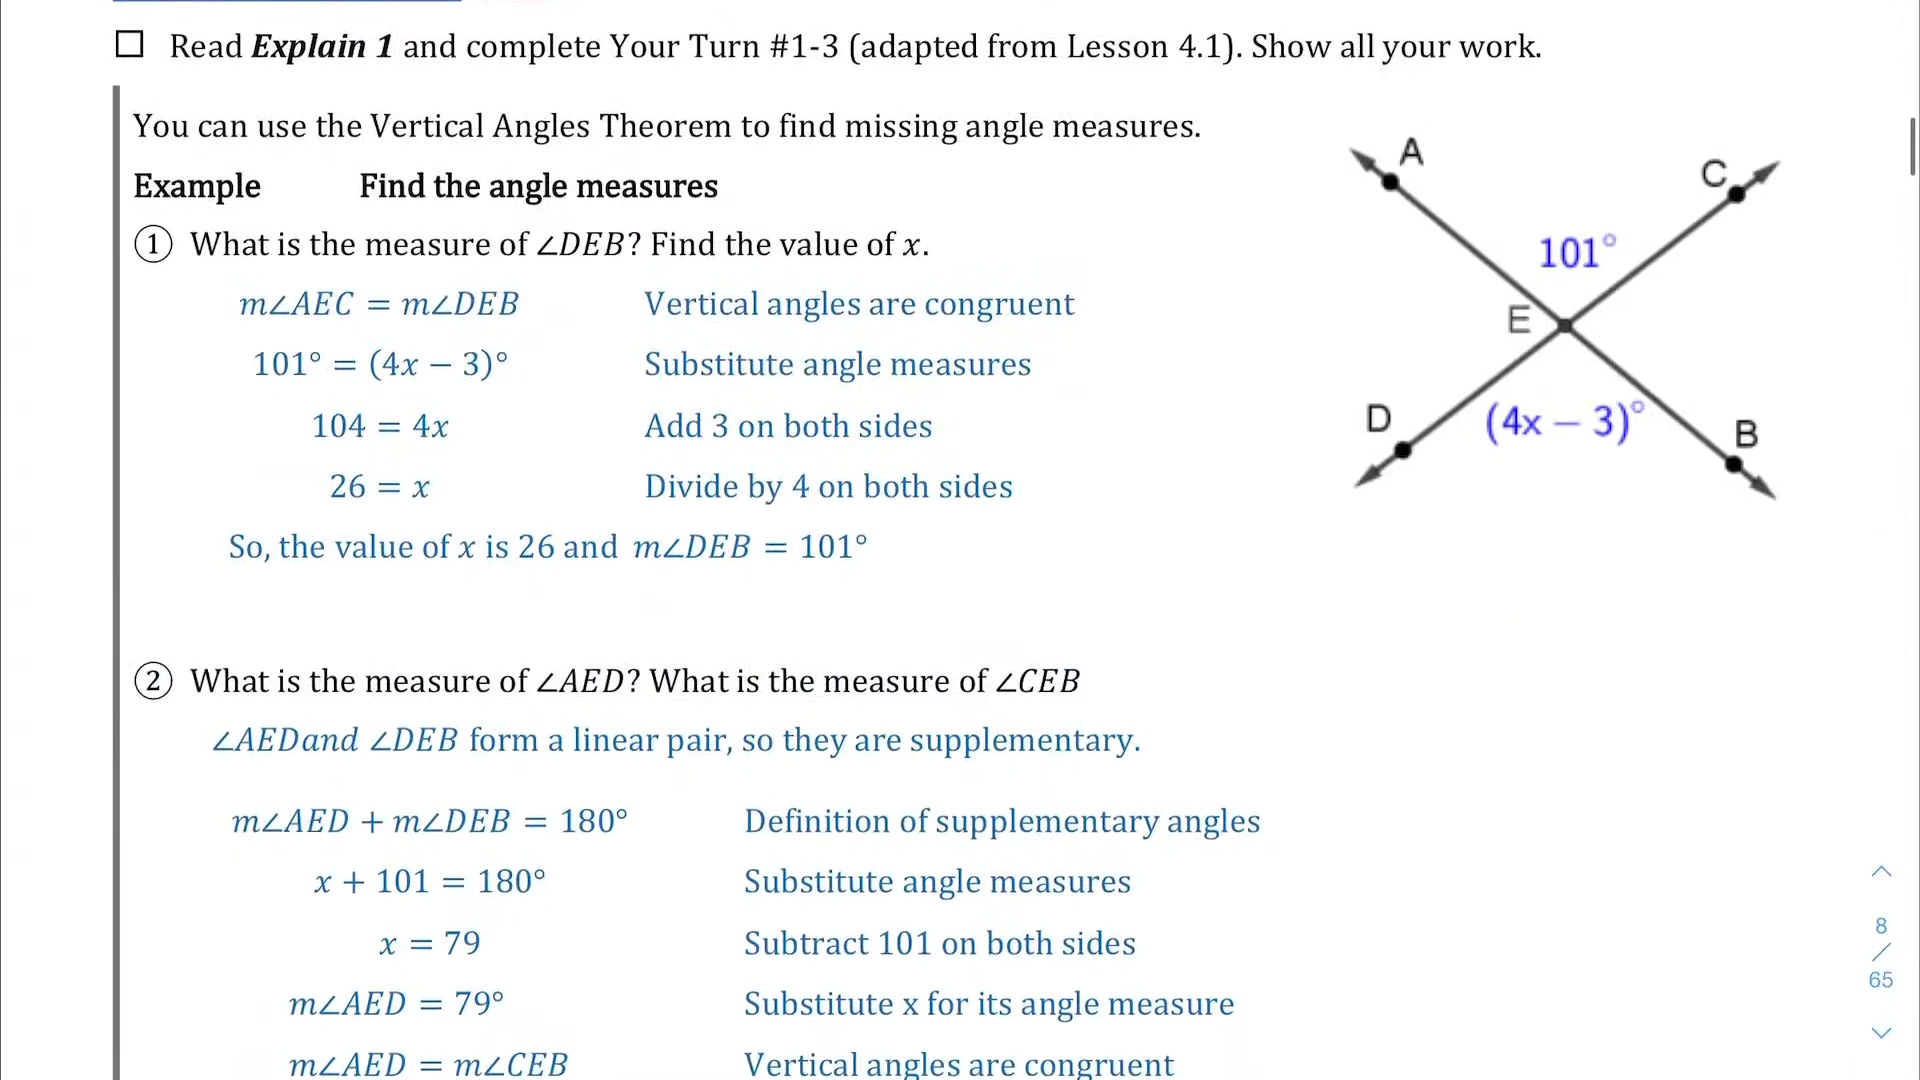 ☐ Read Explain 1 and complete Your Turn #1-3 (adapted from Lesson 4.1). Show all your work.
You can use the Vertical Angles Theorem to find missing angle measures.
Example Find the angle measures
① What is the measure of ∠DEB? Find the value of x.
m∠AEC = m∠DEB Vertical angles are congruent
101° = (4x − 3)° Substitute angle measures
104 = 4x Add 3 on both sides
26 = x Divide by 4 on both sides
So, the value of x is 26 and m∠DEB = 101°
A
C
101°
E
D
(4x − 3)°
B
② What is the measure of ∠AED? What is the measure of ∠CEB
∠AEDand ∠DEB form a linear pair, so they are supplementary.
m∠AED + m∠DEB = 180° Definition of supplementary angles
x + 101 = 180° Substitute angle measures
x = 79 Subtract 101 on both sides
m∠AED = 79° Substitute x for its angle measure
m∠AED = m∠CEB Vertical angles are congruent
8
/
65